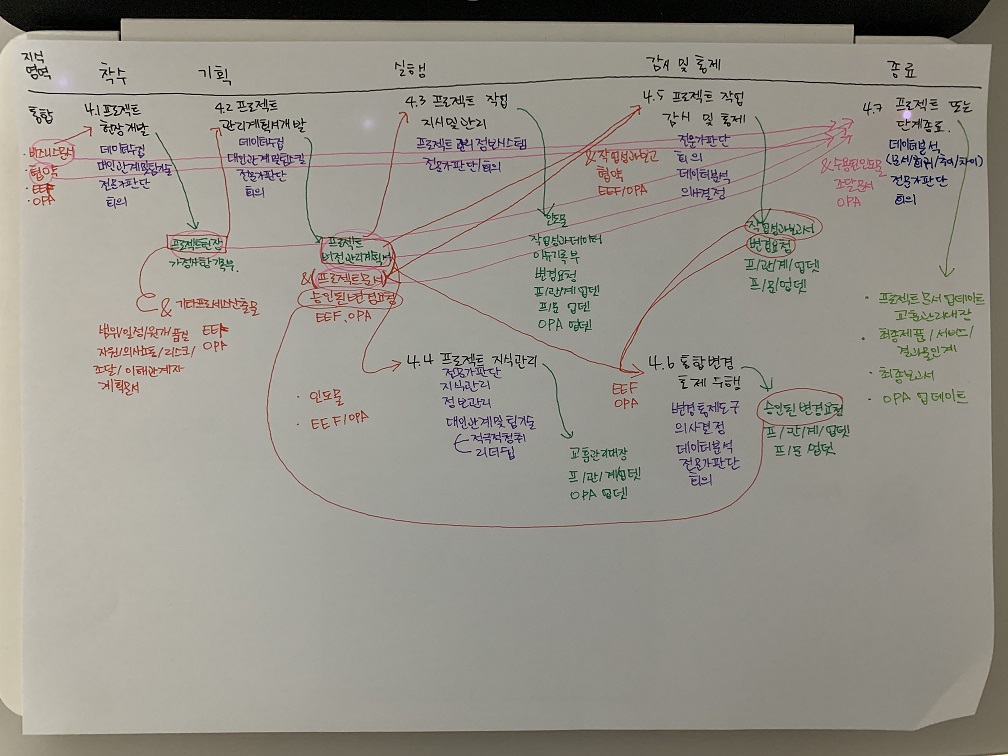 지식
영역
착수
기획
실행
감시 및 통제
종료
통합
· 비즈니스문서
· 협약
· EEF
· OPA
4.1 프로젝트
헌장개발
데이터수집
대인관계및팀기술
전문가판단
회의
4.2 프로젝트
관리계획서개발
데이터수집
대인관계및팀스킬
전문가판단
회의
4.3 프로젝트 작업
지시및관리
프로젝트관리정보시스템
전문가판단/회의
4.5 프로젝트 작업
감시 및 통제
전문가판단
회의
데이터분석
의사결정
&작업성과보고
협약
EEF/OPA
4.7 프로젝트 또는
단계종료.
데이터분석
(문서/회귀/추이/차이)
전문가판단
회의
&수용된인도물
조달문서
OPA
프로젝트헌장
가정사항기록부.
& 기타프로세스산출물
범위/일정/원가/품질
자원/의사소통/리스크/
조달/이해관계자
계획문서
EEF
OPA
프로젝트
관리계획서
& 프로젝트문서
승인된변경요청
EEF, OPA
인도물
작업성과데이터
이슈기록부
변경요청
프/관/계/업뎃
프/문 업뎃
OPA 업뎃
작업성과보고서
변경요청
프/관/계/업뎃
프/문/업뎃
· 프로젝트문서업데이트
교훈관리대장
· 최종제품/서비스/
결과물인계
· 최종보고서
· OPA 업데이트
· 인도물
· EEF/OPA
4.4 프로젝트 지식관리
전문가판단
지식관리
정보관리
대인관계및팀기술
적극적청취
리더십
교훈관리대장
프/관/계업뎃
OPA 업뎃
EEF
OPA
4.6 통합변경
통제 수행
변경통제도구
의사결정
데이터분석
전문가판단
회의
승인된변경요청
프/관/계/업뎃
프/문 업뎃